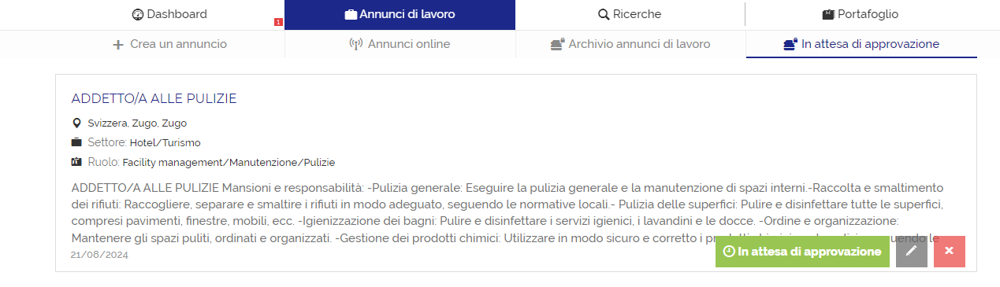 Dashboard
1
Annunci di lavoro
Ricerche
Portafoglio
Crea un annuncio
Annunci online
Archivio annunci di lavoro
In attesa di approvazione
ADDETTO/A ALLE PULIZIE
Svizzera, Zugo, Zugo
Settore: Hotel/Turismo
Ruolo: Facility management/Manutenzione/Pulizie
ADDETTO/A ALLE PULIZIE Mansioni e responsabilità: -Pulizia generale: Eseguire la pulizia generale e la manutenzione di spazi interni.-Raccolta e smaltimento
dei rifiuti: Raccogliere, separare e smaltire i rifiuti in modo adeguato, seguendo le normative locali.- Pulizia delle superfici: Pulire e disinfettare tutte le superfici,
compresi pavimenti, finestre, mobili, ecc. -Igienizzazione dei bagni: Pulire e disinfettare i servizi igienici, i lavandini e le docce. -Ordine e organizzazione:
Mantenere gli spazi puliti, ordinati e organizzati. -Gestione dei prodotti chimici: Utilizzare in modo sicuro e corretto i le
21/08/2024
In attesa di approvazione